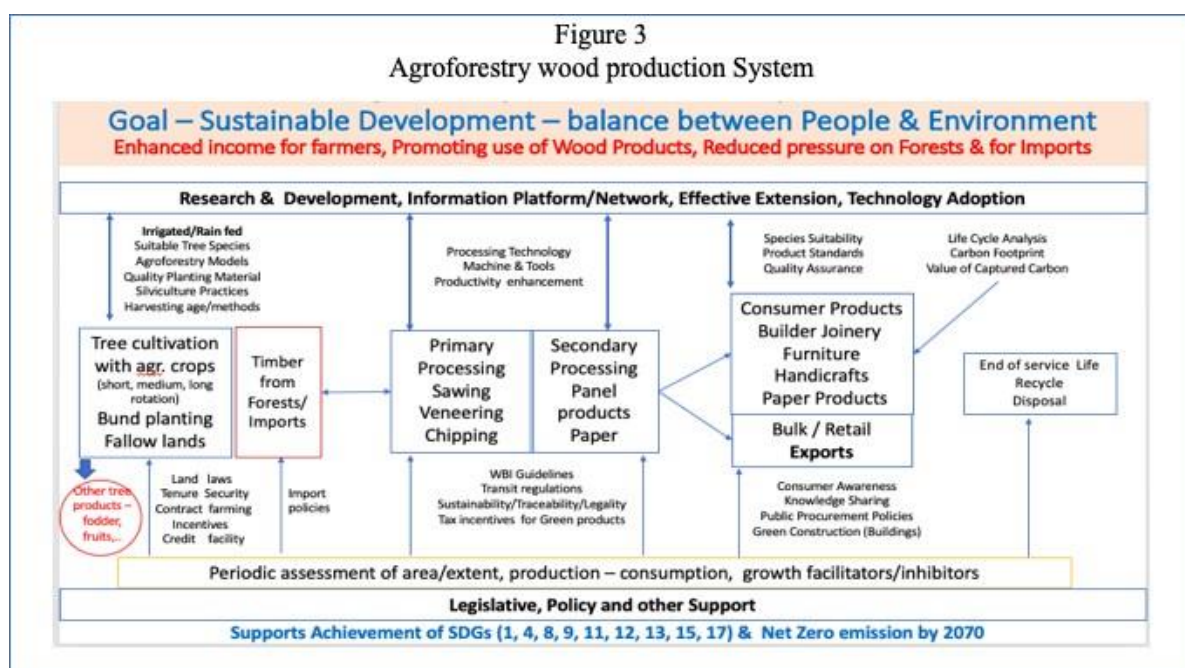 Figure 3
Agroforestry wood production System
Goal – Sustainable Development – balance between People & Environment
Enhanced income for farmers, Promoting use of Wood Products, Reduced pressure on Forests & for Imports
Research & Development, Information Platform/Network, Effective Extension, Technology Adoption
Irrigated/Rain fed
Suitable Tree Species
Agroforestry Models
Quality Planting Material
Silviculture Practices
Harvesting age/methods
Processing Technology
Machine & Tools
Productivity enhancement
Species Suitability
Product Standards
Quality Assurance
Life Cycle Analysis
Carbon Footprint
Value of Captured Carbon
Tree cultivation
with agr. crops
(short, medium, long
rotation)
Bund planting
Fallow lands
Timber
from
Forests/
Imports
Primary
Processing
Sawing
Veneering
Chipping
Secondary
Processing
Panel
products
Paper
Consumer Products
Builder Joinery
Furniture
Handicrafts
Paper Products
Bulk / Retail
Exports
End of service Life
Recycle
Disposal
Other tree
products –
fodder,
fruits,..
Land laws
Tenure Security
Contract farming
Incentives
Credit facility
Import
policies
WBI Guidelines
Transit regulations
Sustainability/Traceability/Legality
Tax incentives for Green products
Consumer Awareness
Knowledge Sharing
Public Procurement Policies
Green Construction (Buildings)
Periodic assessment of area/extent, production – consumption, growth facilitators/inhibitors
Legislative, Policy and other Support
Supports Achievement of SDGs (1, 4, 8, 9, 11, 12, 13, 15, 17) & Net Zero emission by 2070